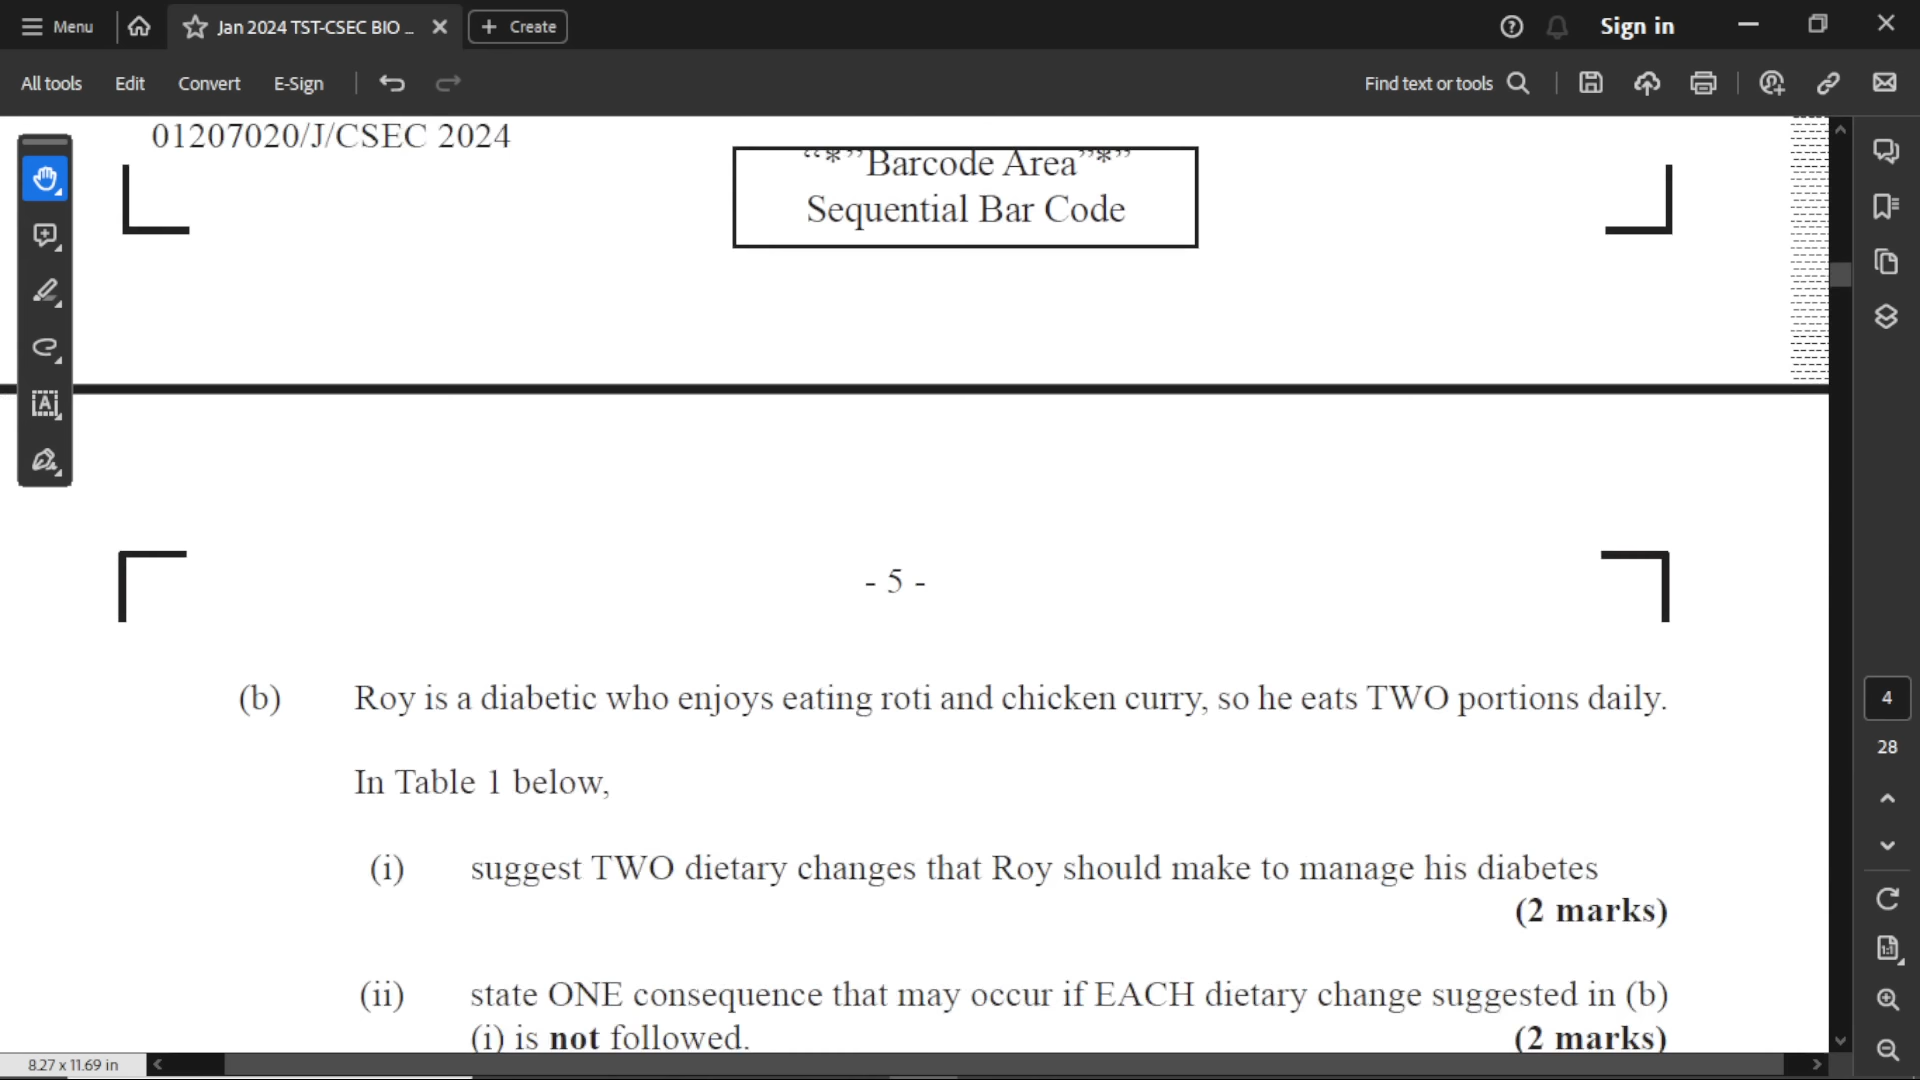 Menu
Jan 2024 TST-CSEC BIO _
Create
Sign in
All tools
Edit
Convert
E-Sign
Find text or tools
01207020/J/CSEC 2024
“*”Barcode Area”*”
Sequential Bar Code
- 5 -
(b) Roy is a diabetic who enjoys eating roti and chicken curry, so he eats TWO portions daily.
In Table 1 below,
(i) suggest TWO dietary changes that Roy should make to manage his diabetes
(2 marks)
(ii) state ONE consequence that may occur if EACH dietary change suggested in (b)
(i) is not followed. (2 marks)
4
28
8.27 x 11.69 in